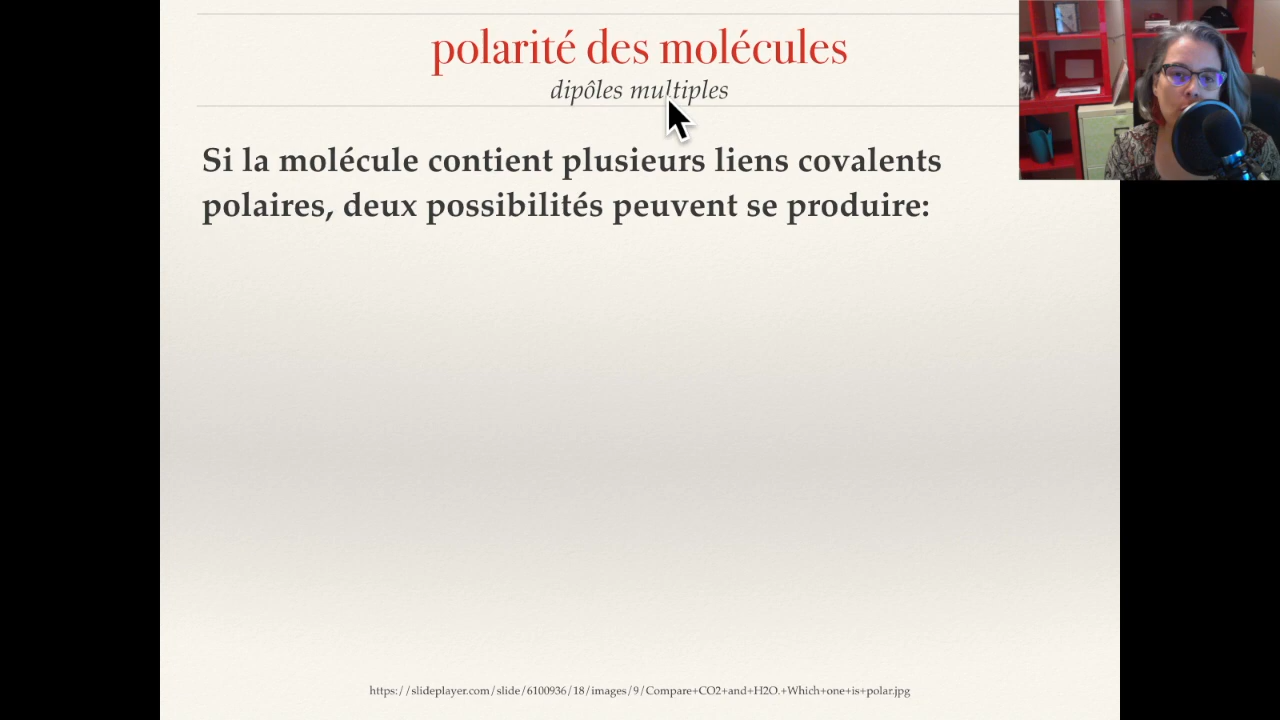 polarité des molécules
dipôles multiples
Si la molécule contient plusieurs liens covalents
polaires, deux possibilités peuvent se produire:
https://slideplayer.com/slide/6100936/18/images/9/Compare+CO2+and+H2O.+Which+one+is+polar.jpg